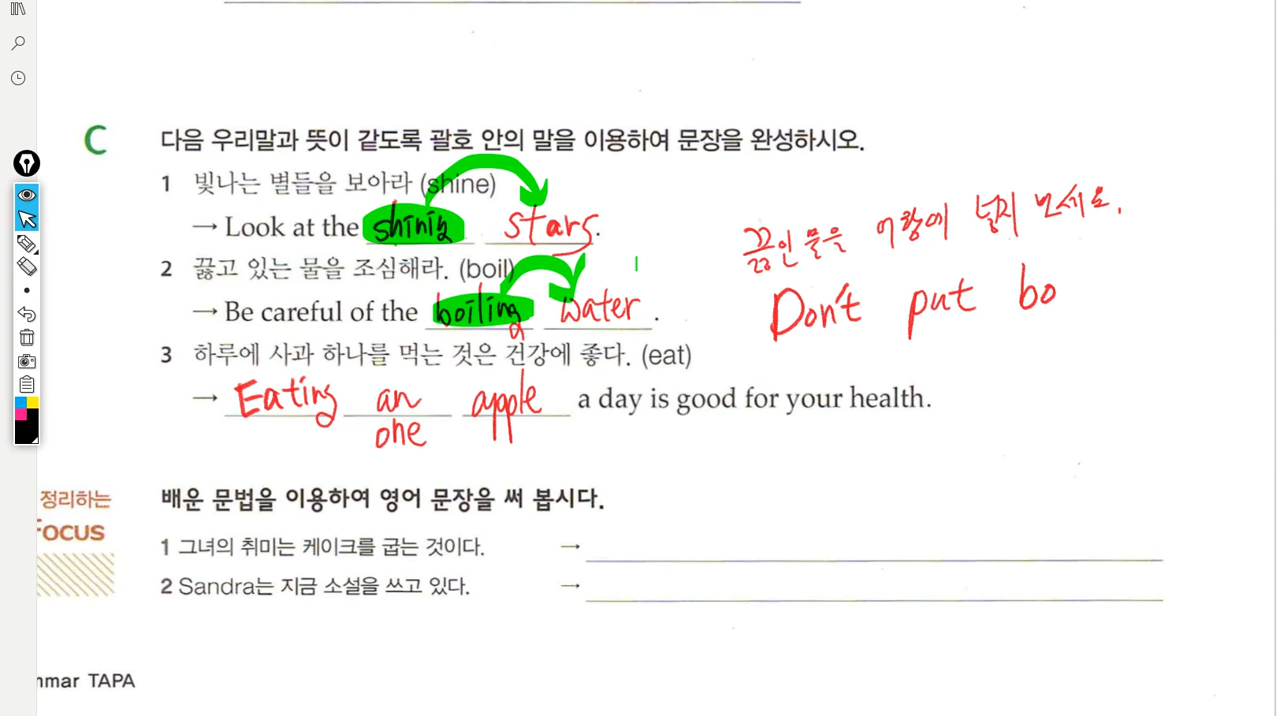 C 다음 우리말과 뜻이 같도록 괄호 안의 말을 이용하여 문장을 완성하시오.
1 빛나는 별들을 보아라 (shine)
→ Look at the shining stars.
2 끓고 있는 물을 조심해라. (boil)
→ Be careful of the boiling water.
3 하루에 사과 하나를 먹는 것은 건강에 좋다. (eat)
→ Eating an apple a day is good for your health.
one
끓인 물을 어항에 넣지 마세요.
Don't put bo
정리하는
FOCUS
배운 문법을 이용하여 영어 문장을 써 봅시다.
1 그녀의 취미는 케이크를 굽는 것이다. →
2 Sandra는 지금 소설을 쓰고 있다. →
mmar TAPA